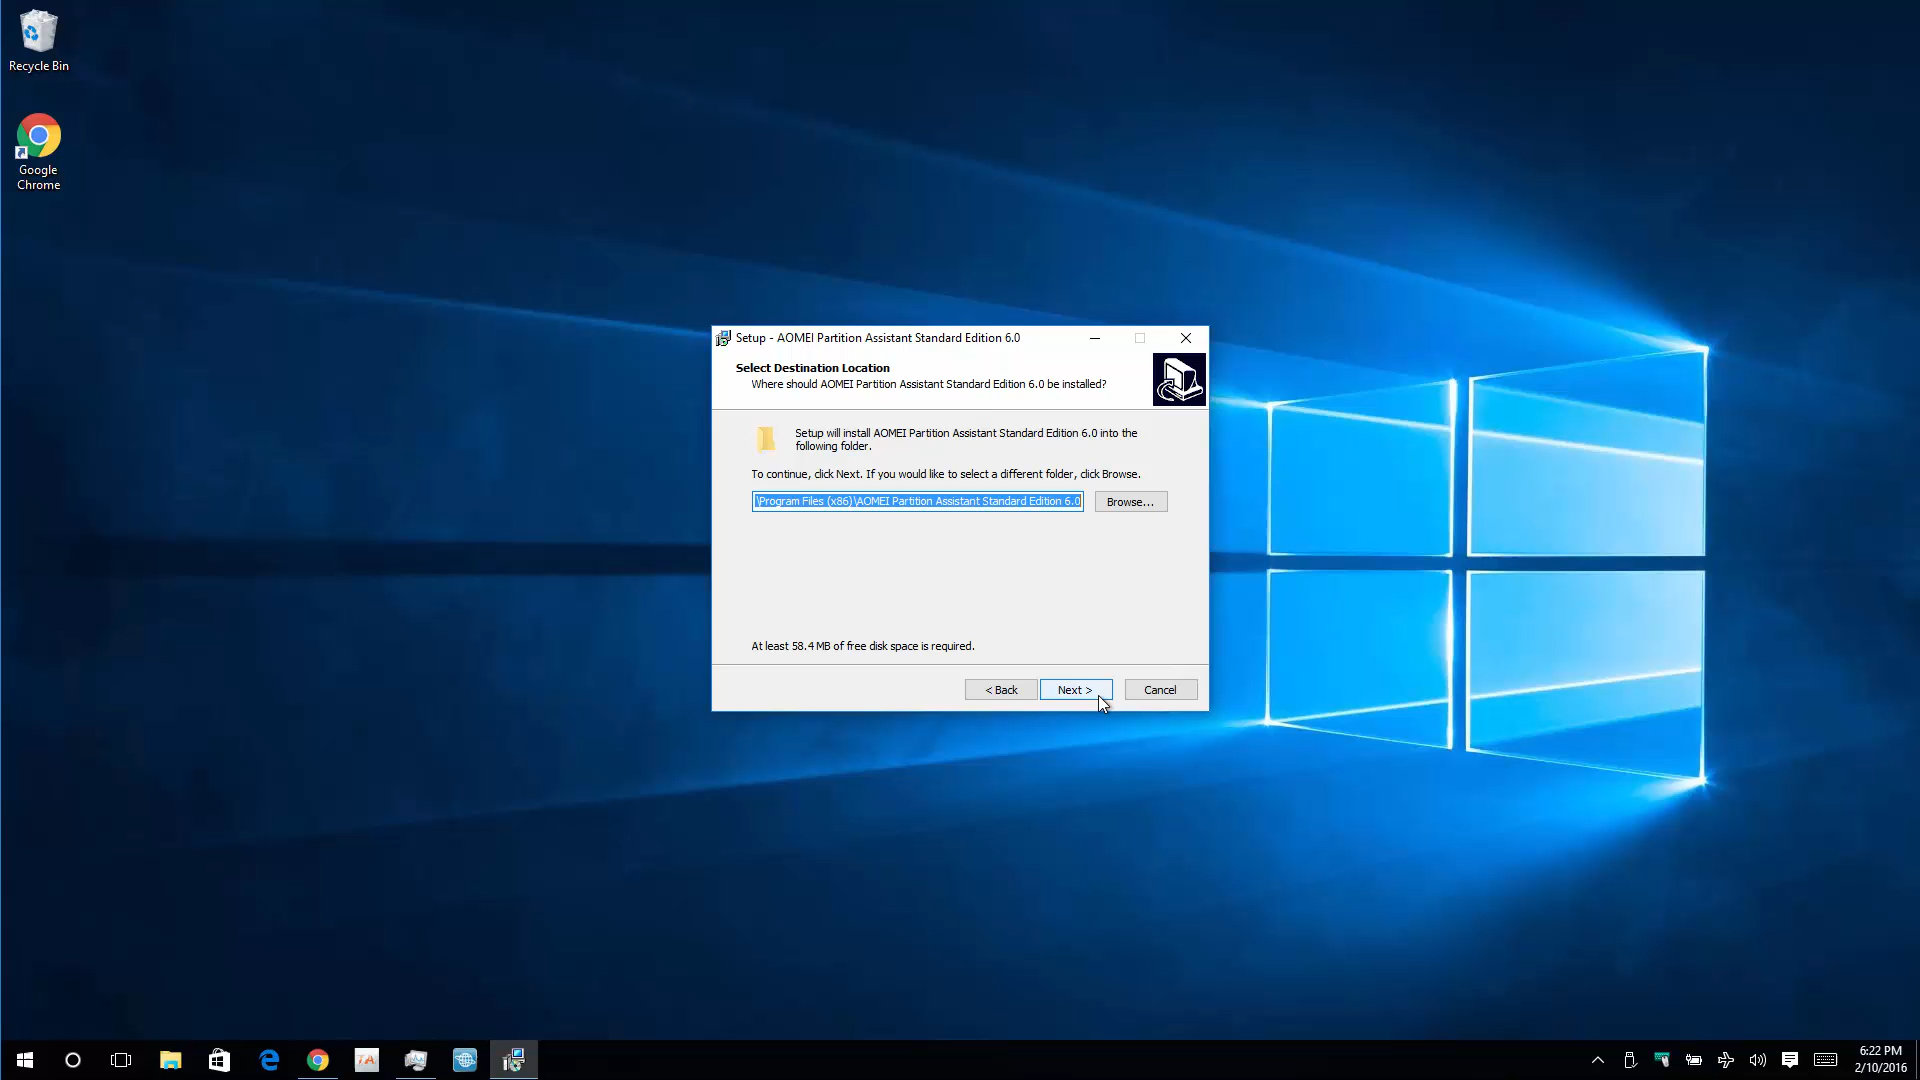 Recycle Bin
Google
Chrome
Setup - AOMEI Partition Assistant Standard Edition 6.0
Select Destination Location
Where should AOMEI Partition Assistant Standard Edition 6.0 be installed?
Setup will install AOMEI Partition Assistant Standard Edition 6.0 into the
following folder.
To continue, click Next. If you would like to select a different folder, click Browse.
\Program Files (x86)\AOMEI Partition Assistant Standard Edition 6.0
Browse...
At least 58.4 MB of free disk space is required.
< Back
Next >
Cancel
TA
6:22 PM
2/10/2016